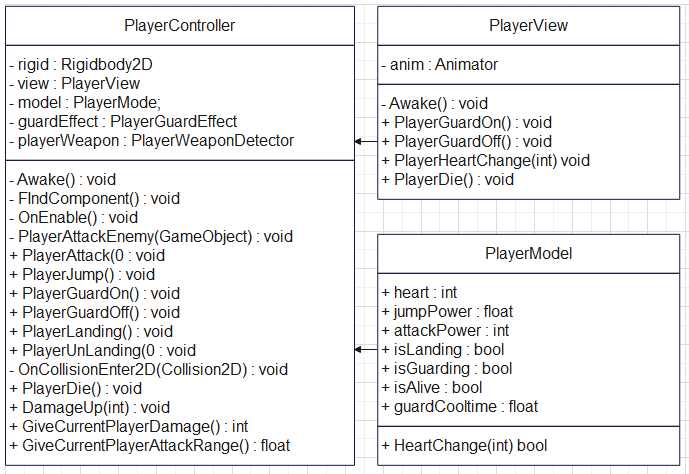 PlayerController
- rigid : Rigidbody2D
- view : PlayerView
- model : PlayerMode;
- guardEffect : PlayerGuardEffect
- playerWeapon : PlayerWeaponDetector
- Awake() : void
- FIndComponent() : void
- OnEnable() : void
- PlayerAttackEnemy(GameObject) : void
+ PlayerAttack(0 : void
+ PlayerJump() : void
+ PlayerGuardOn() : void
+ PlayerGuardOff() : void
+ PlayerLanding() : void
+ PlayerUnLanding(0 : void
- OnCollisionEnter2D(Collision2D) : void
+ PlayerDie() : void
+ DamageUp(int) : void
+ GiveCurrentPlayerDamage() : int
+ GiveCurrentPlayerAttackRange() : float
PlayerView
- anim : Animator
- Awake() : void
+ PlayerGuardOn() : void
+ PlayerGuardOff() : void
+ PlayerHeartChange(int) void
+ PlayerDie() : void
PlayerModel
+ heart : int
+ jumpPower : float
+ attackPower : int
+ isLanding : bool
+ isGuarding : bool
+ isAlive : bool
+ guardCooltime : float
+ HeartChange(int) bool